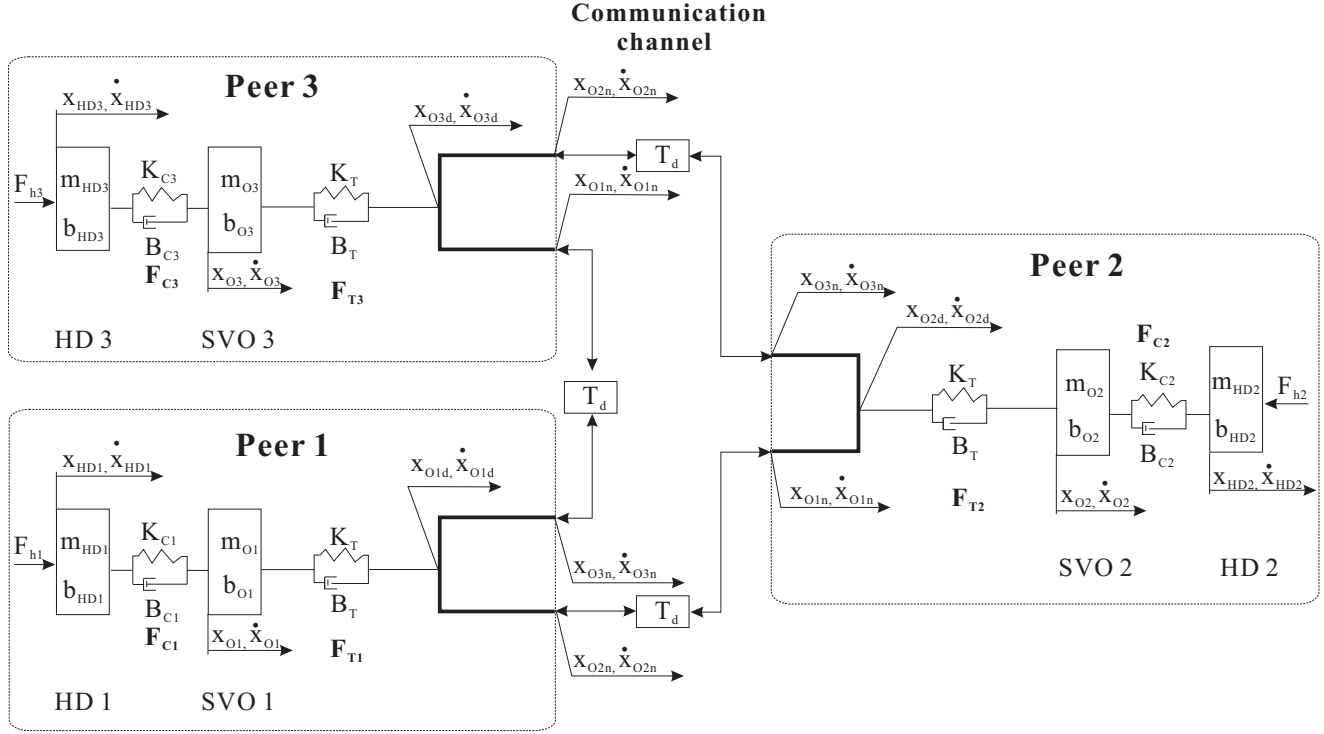 Communication
channel
Peer 3
x_HD3, ẋ_HD3
x_O3d, ẋ_O3d
x_O2n, ẋ_O2n
T_d
F_h3
m_HD3
b_HD3
K_C3
B_C3
F_C3
m_O3
b_O3
K_T
B_T
F_T3
x_O1n, ẋ_O1n
x_O3, ẋ_O3
HD 3
SVO 3
T_d
Peer 1
x_HD1, ẋ_HD1
x_O1d, ẋ_O1d
F_h1
m_HD1
b_HD1
K_C1
B_C1
F_C1
m_O1
b_O1
K_T
B_T
F_T1
x_O3n, ẋ_O3n
T_d
x_O1, ẋ_O1
x_O2n, ẋ_O2n
HD 1
SVO 1
Peer 2
x_O3n, ẋ_O3n
x_O2d, ẋ_O2d
K_T
B_T
F_T2
m_O2
b_O2
F_C2
K_C2
B_C2
m_HD2
b_HD2
F_h2
x_O1n, ẋ_O1n
x_O2, ẋ_O2
x_HD2, ẋ_HD2
SVO 2
HD 2